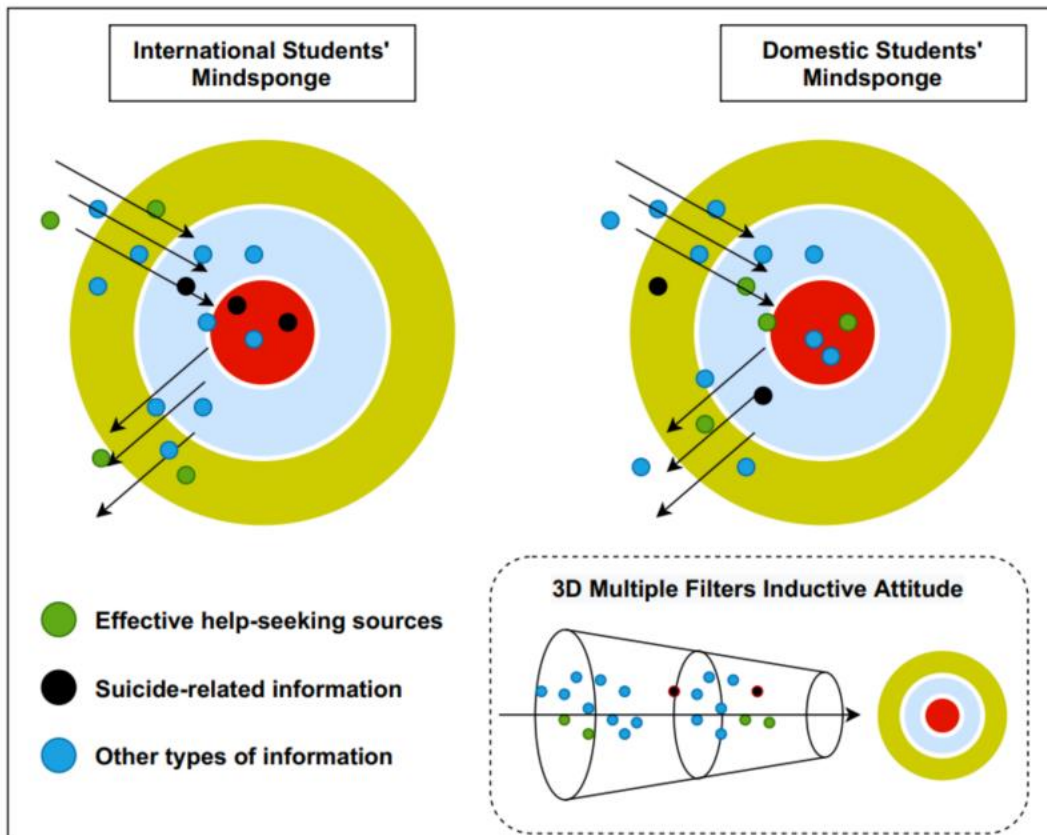 International Students'
Mindsponge
Domestic Students'
Mindsponge
3D Multiple Filters Inductive Attitude
Effective help-seeking sources
Suicide-related information
Other types of information